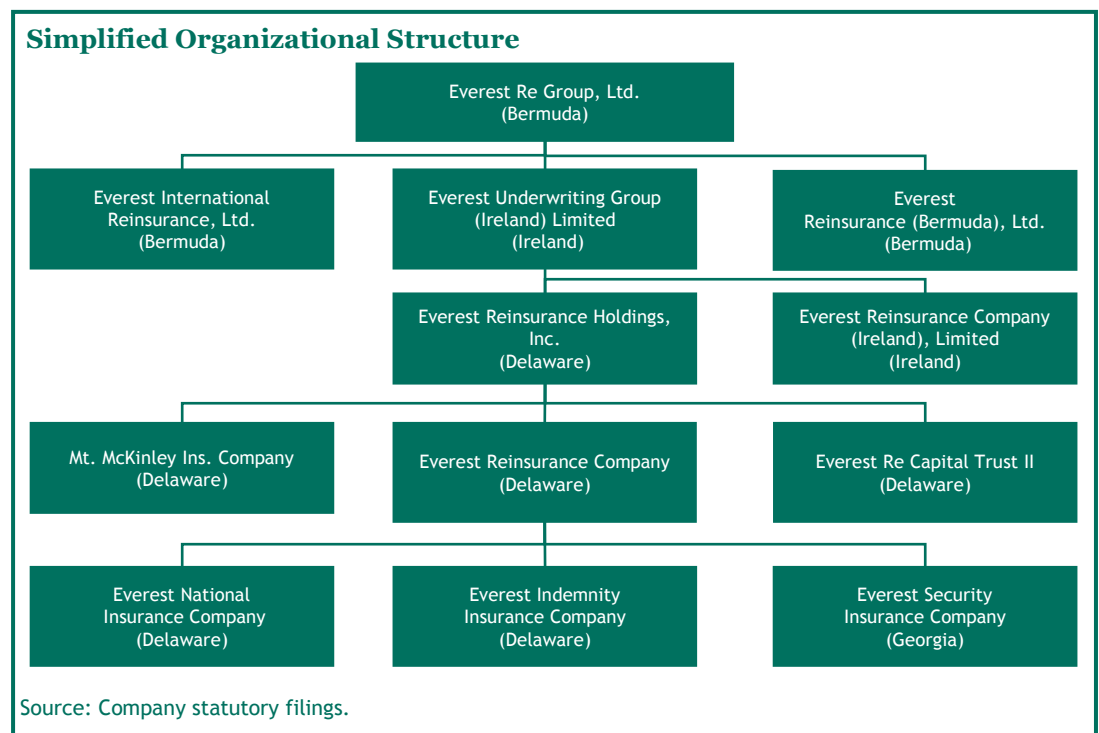 Simplified Organizational Structure
Everest Re Group, Ltd.
(Bermuda)
Everest International
Reinsurance, Ltd.
(Bermuda)
Everest Underwriting Group
(Ireland) Limited
(Ireland)
Everest
Reinsurance (Bermuda), Ltd.
(Bermuda)
Everest Reinsurance Holdings,
Inc.
(Delaware)
Everest Reinsurance Company
(Ireland), Limited
(Ireland)
Mt. McKinley Ins. Company
(Delaware)
Everest Reinsurance Company
(Delaware)
Everest Re Capital Trust II
(Delaware)
Everest National
Insurance Company
(Delaware)
Everest Indemnity
Insurance Company
(Delaware)
Everest Security
Insurance Company
(Georgia)
Source: Company statutory filings.